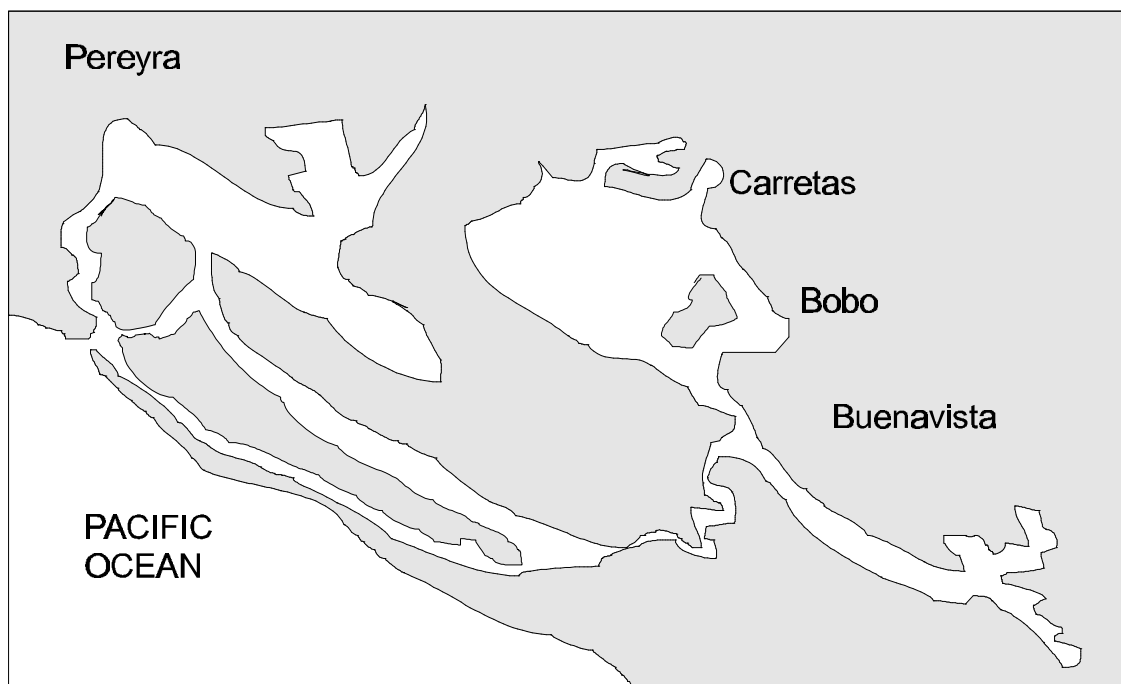 Pereyra
Carretas
Bobo
Buenavista
PACIFIC
OCEAN